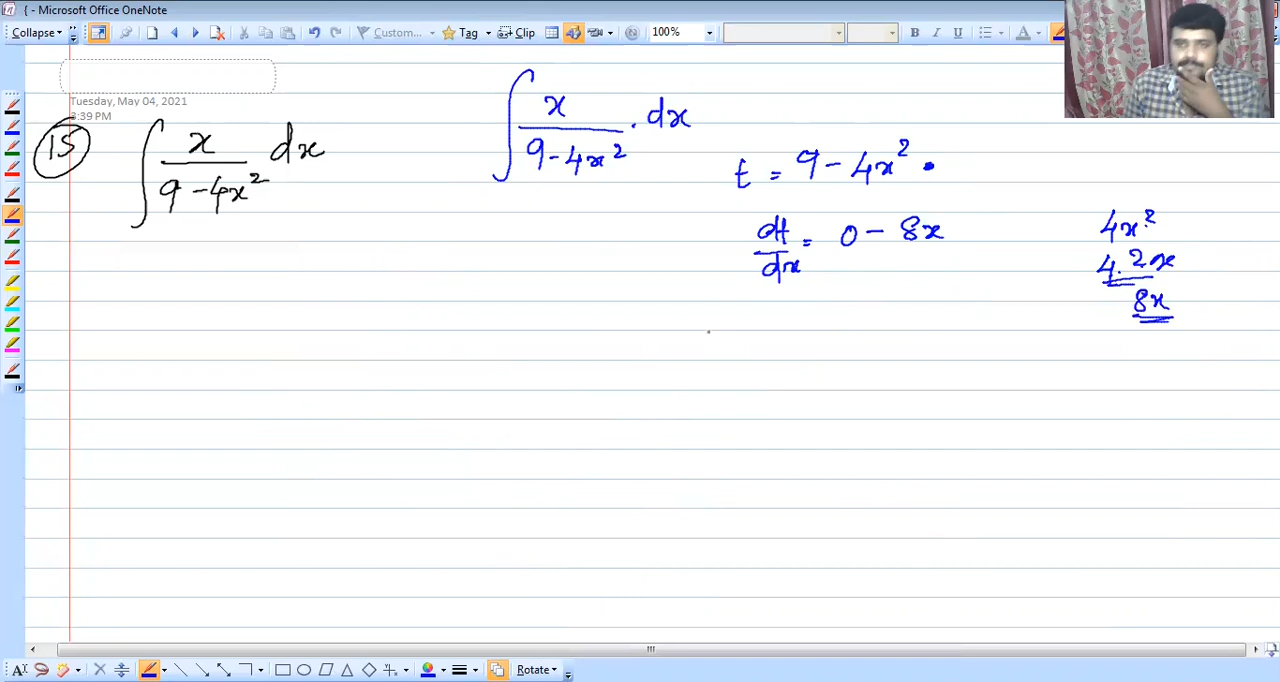 { - Microsoft Office OneNote
Collapse Custom... Tag Clip 100% B I U A
Tuesday, May 04, 2021
3:39 PM
15 ∫ x/(9 - 4x²) dx
∫ x/(9 - 4x²) . dx
t = 9 - 4x² .
dt/dx = 0 - 8x
4x²
4. 2x
8x
Rotate